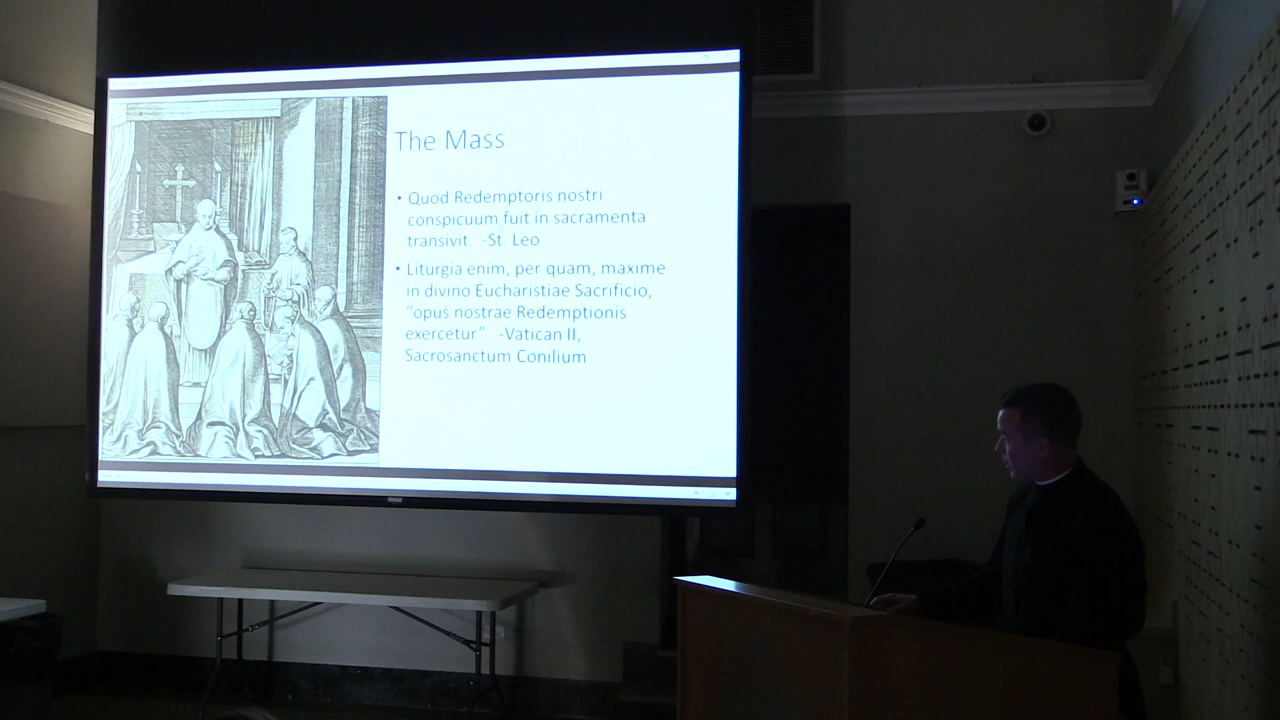 The Mass
• Quod Redemptoris nostri
conspicuum fuit in sacramenta
transivit. -St. Leo
• Liturgia enim, per quam, maxime
in divino Eucharistiae Sacrificio,
“opus nostrae Redemptionis
exercetur” -Vatican II,
Sacrosanctum Conilium